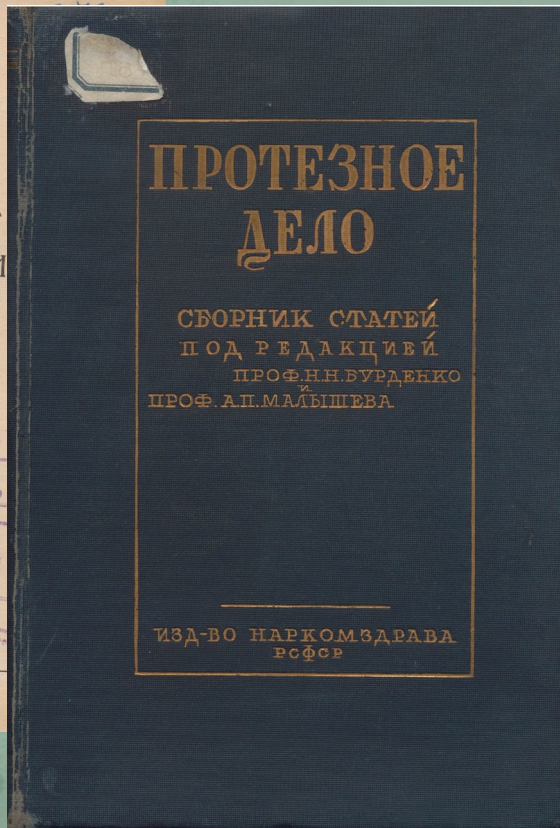 ПРОТЕЗНОЕ
ДЕЛО
СБОРНИК СТАТЕЙ
ПОД РЕДАКЦИЕЙ
ПРОФ.Н.Н.БУРДЕНКО
и
ПРОФ.А.П.МАЛЫШЕВА
ИЗД-ВО НАРКОМЗДРАВА
РСФСР